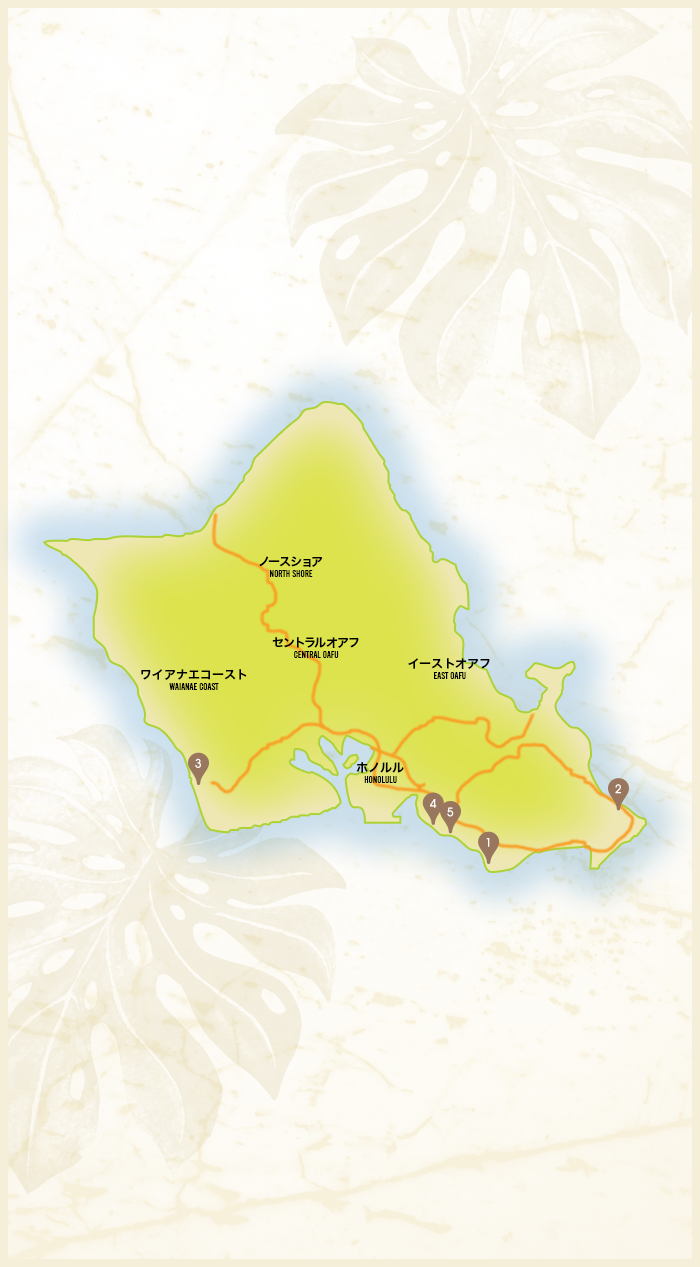 ノースショア
NORTH SHORE
セントラルオアフ
CENTRAL OAFU
イーストオアフ
EAST OAFU
ワイアナエコースト
WAIANAE COAST
ホノルル
HONOLULU
3
2
4
5
1